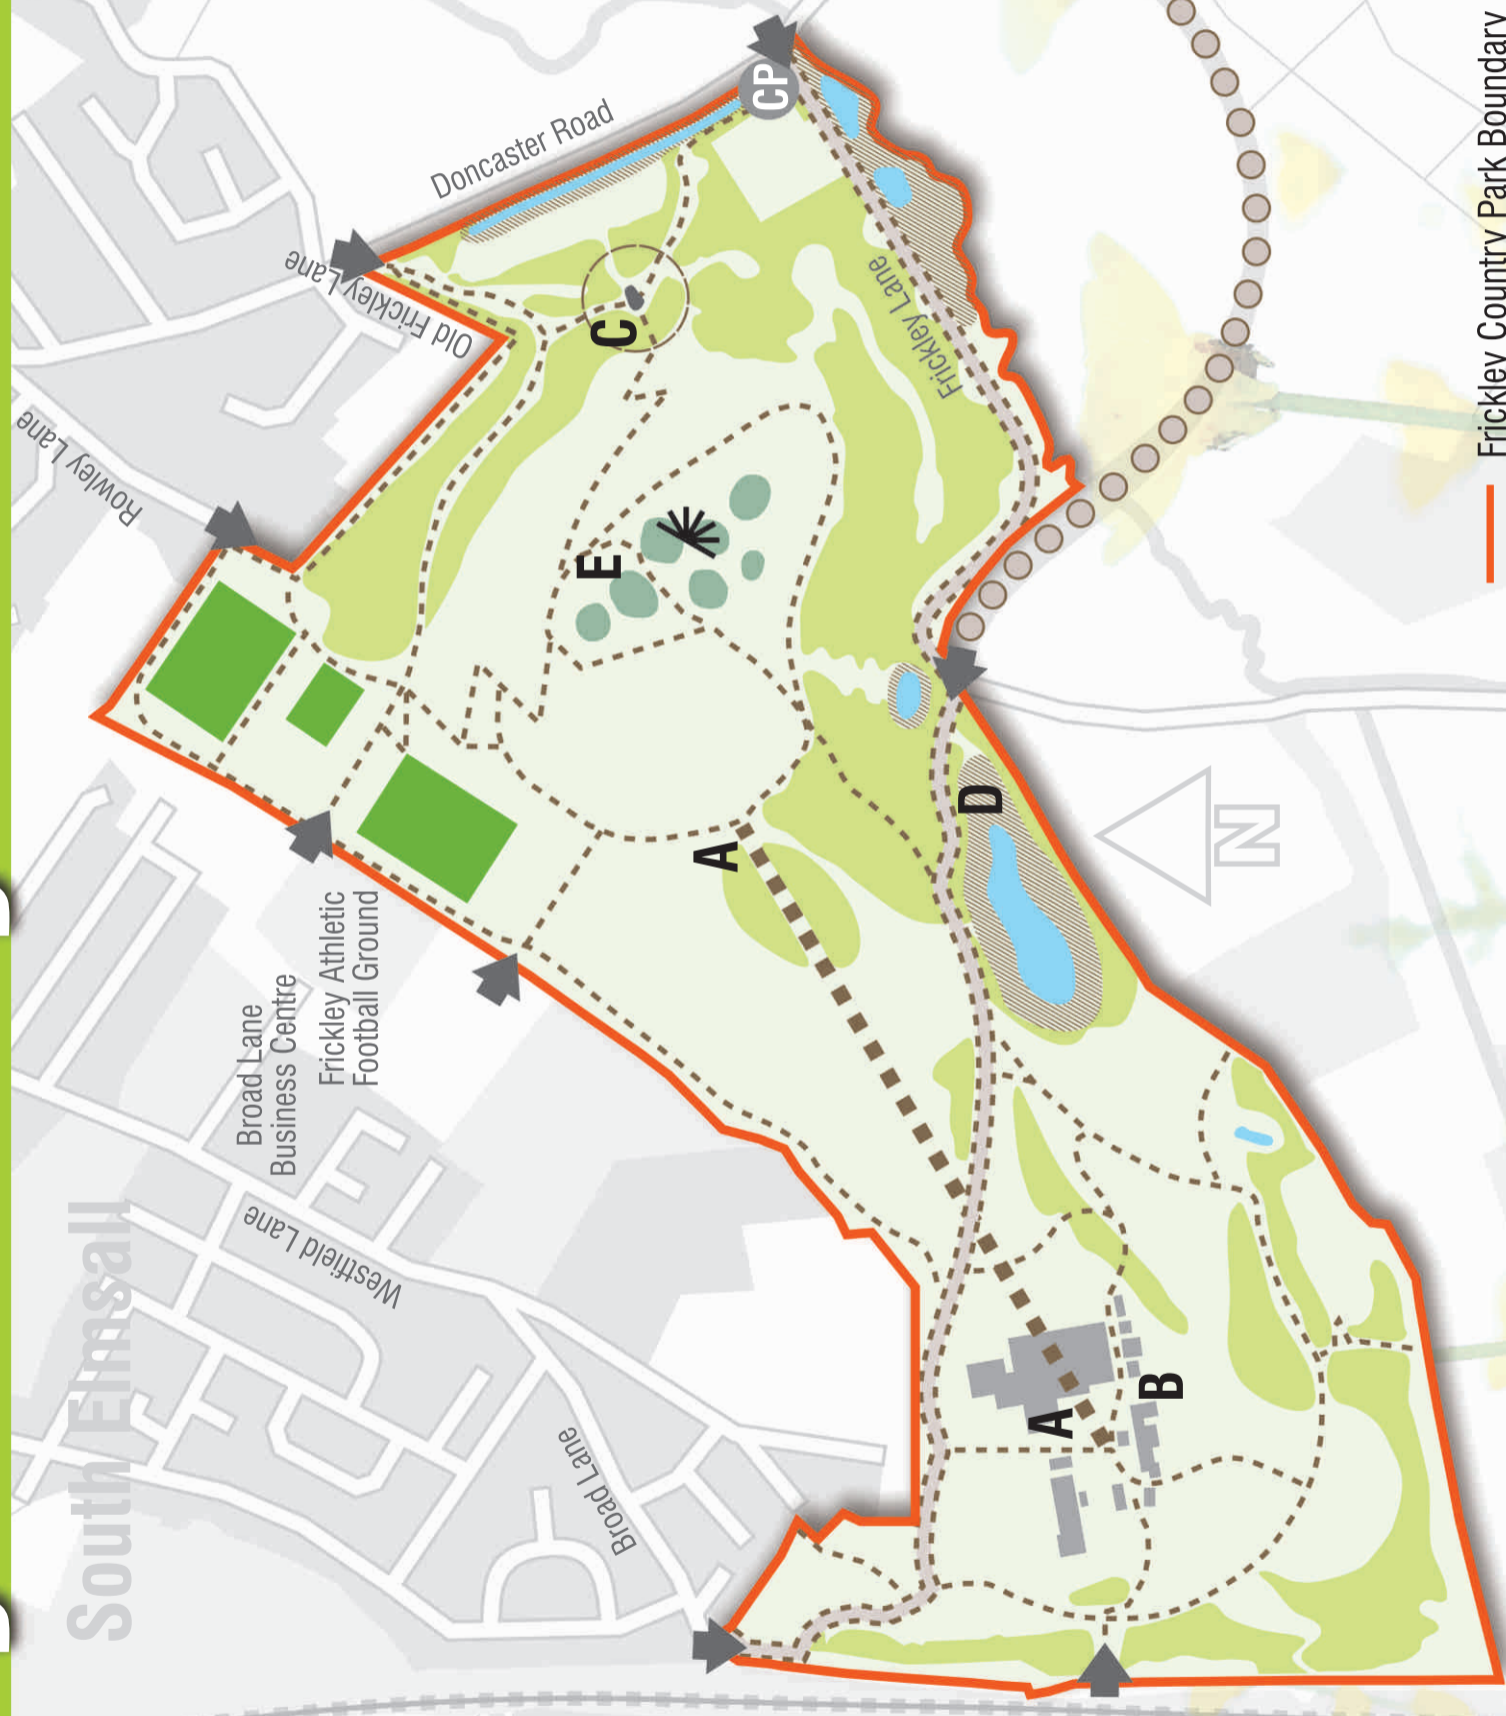 South Elmsall
Broad Lane
Business Centre
Frickley Athletic
Football Ground
Westfield Lane
Broad Lane
Rowley Lane
Old Frickley Lane
Doncaster Road
Frickley Lane
CP
C
E
A
D
A
B
N
Frickley Country Park Boundary